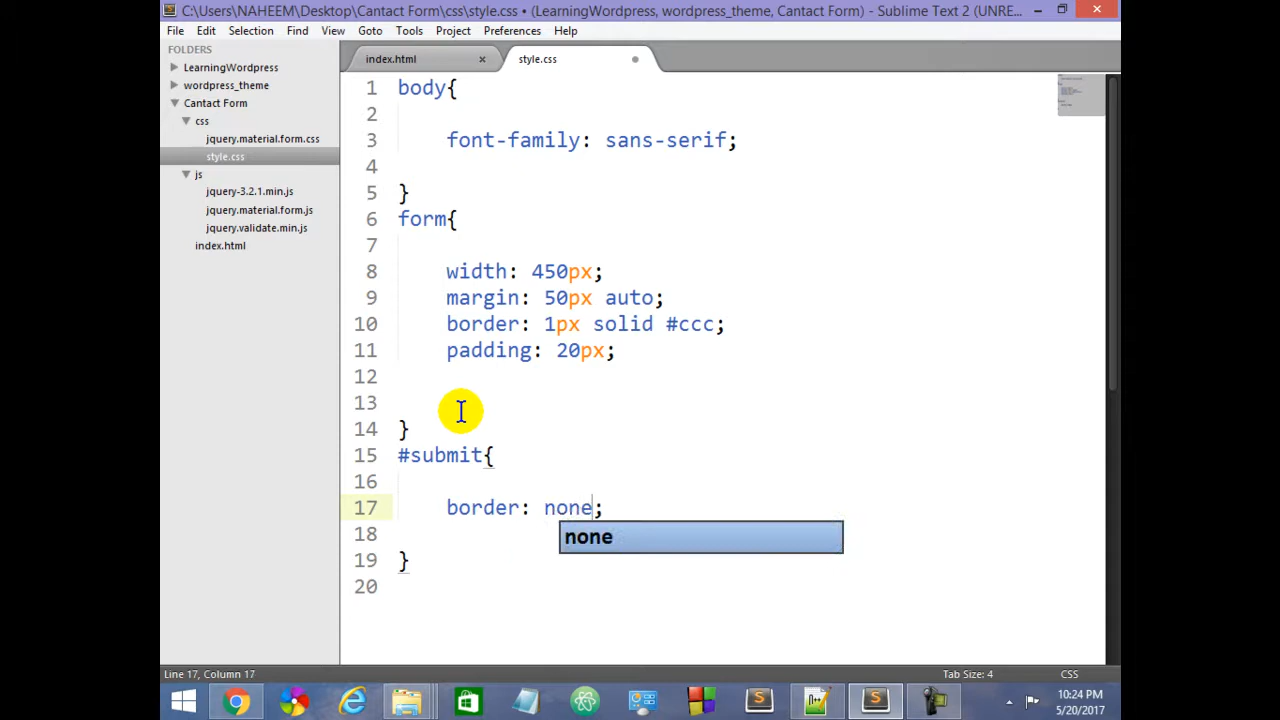 C:\Users\NAHEEM\Desktop\Cantact Form\css\style.css • (LearningWordpress, wordpress_theme, Cantact Form) - Sublime Text 2 (UNRE...
File Edit Selection Find View Goto Tools Project Preferences Help
FOLDERS
LearningWordpress
wordpress_theme
Cantact Form
css
jquery.material.form.css
style.css
js
jquery-3.2.1.min.js
jquery.material.form.js
jquery.validate.min.js
index.html
index.html style.css
1 body{
2
3 font-family: sans-serif;
4
5 }
6 form{
7
8 width: 450px;
9 margin: 50px auto;
10 border: 1px solid #ccc;
11 padding: 20px;
12
13
14 }
15 #submit{
16
17 border: none;
none
18
19 }
20
Line 17, Column 17 Tab Size: 4 CSS
10:24 PM
5/20/2017